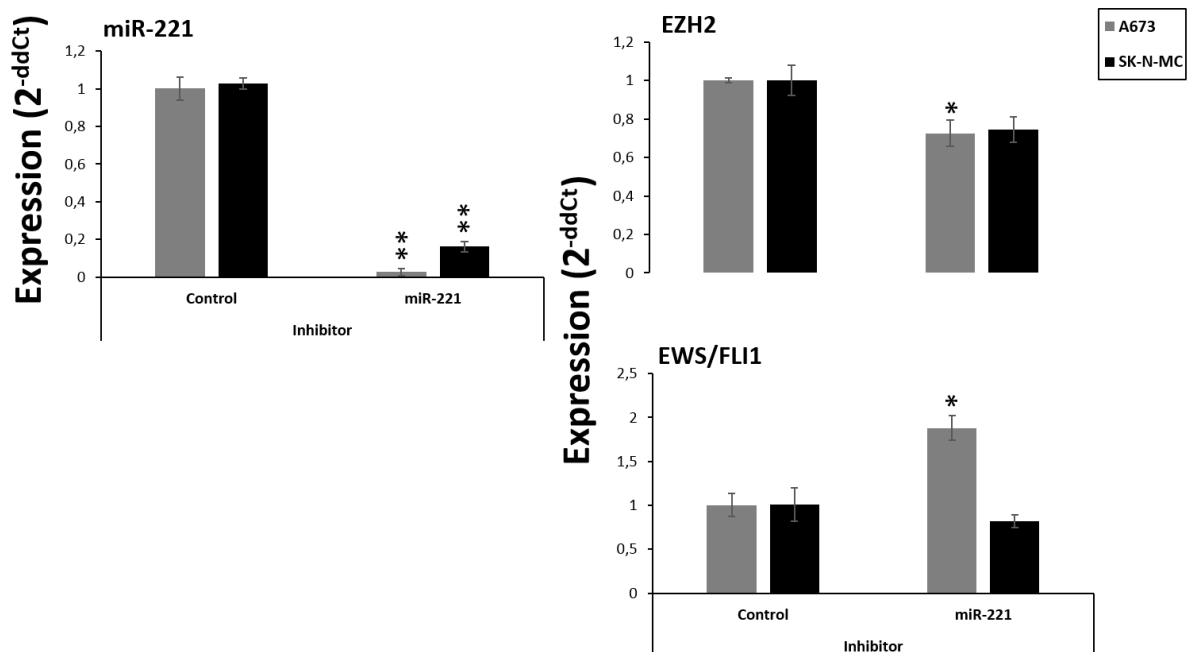 miR-221
Expression (2-ddCt)
1,2
1
0,8
0,6
0,4
0,2
0
**
**
Control
miR-221
Inhibitor
EZH2
A673
SK-N-MC
Expression (2-ddCt)
1,2
1
0,8
0,6
0,4
0,2
0
*
EWS/FLI1
2,5
2
1,5
1
0,5
0
*
Control
miR-221
Inhibitor